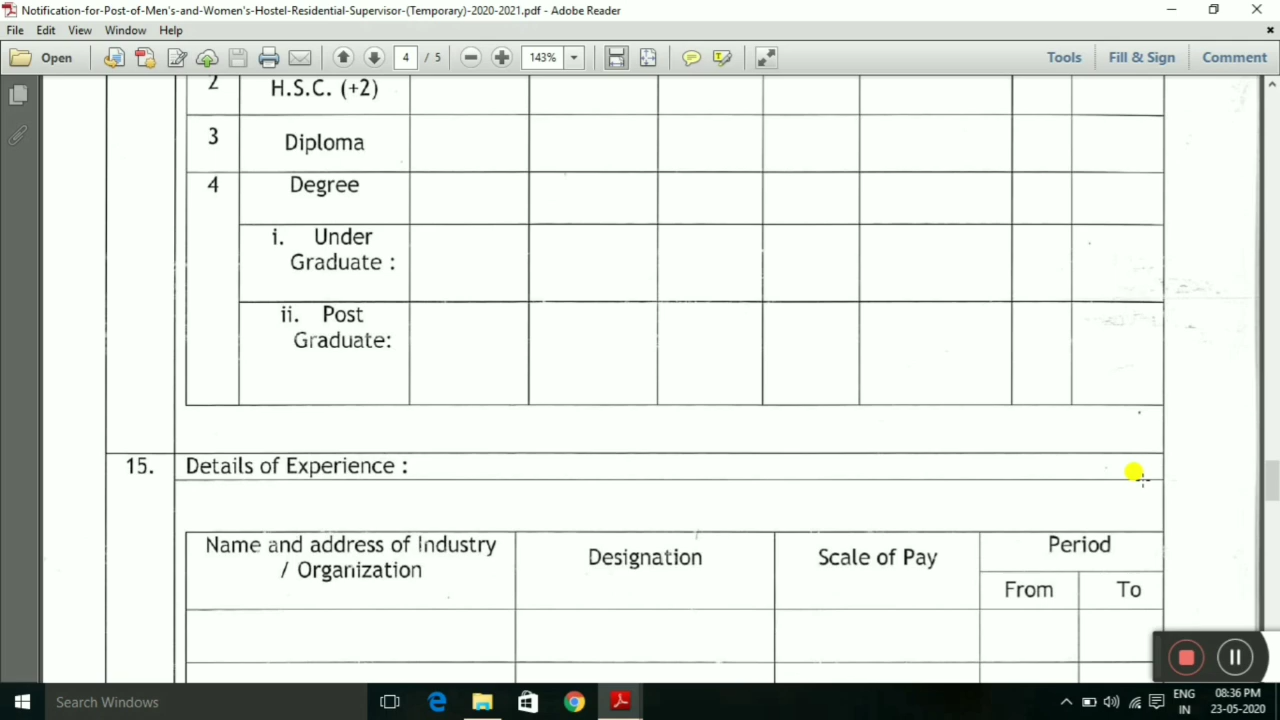 Notification-for-Post-of-Men's-and-Women's-Hostel-Residential-Supervisor-(Temporary)-2020-2021.pdf - Adobe Reader
File Edit View Window Help
Open 4 / 5 143% Tools Fill & Sign Comment
2 H.S.C. (+2)
3 Diploma
4 Degree
i. Under
Graduate :
ii. Post
Graduate:
15. Details of Experience :
Name and address of Industry
/ Organization
Designation
Scale of Pay
Period
From To
Search Windows
ENG 08:36 PM
IN 23-05-2020